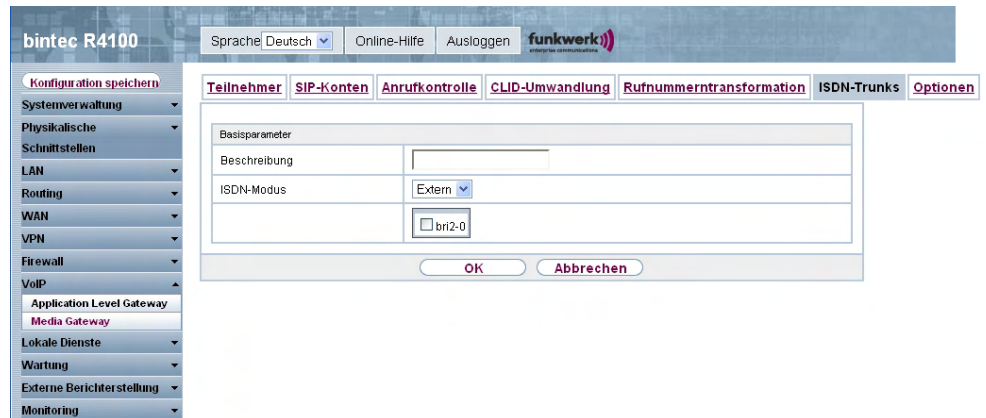 bintec R4100
Sprache Deutsch
Online-Hilfe
Ausloggen
funkwerk
enterprise communications
Konfiguration speichern
Systemverwaltung
Physikalische
Schnittstellen
LAN
Routing
WAN
VPN
Firewall
VoIP
Application Level Gateway
Media Gateway
Lokale Dienste
Wartung
Externe Berichterstellung
Monitoring
Teilnehmer SIP-Konten Anrufkontrolle CLID-Umwandlung Rufnummerntransformation ISDN-Trunks Optionen
Basisparameter
Beschreibung
ISDN-Modus Extern
bri2-0
OK Abbrechen